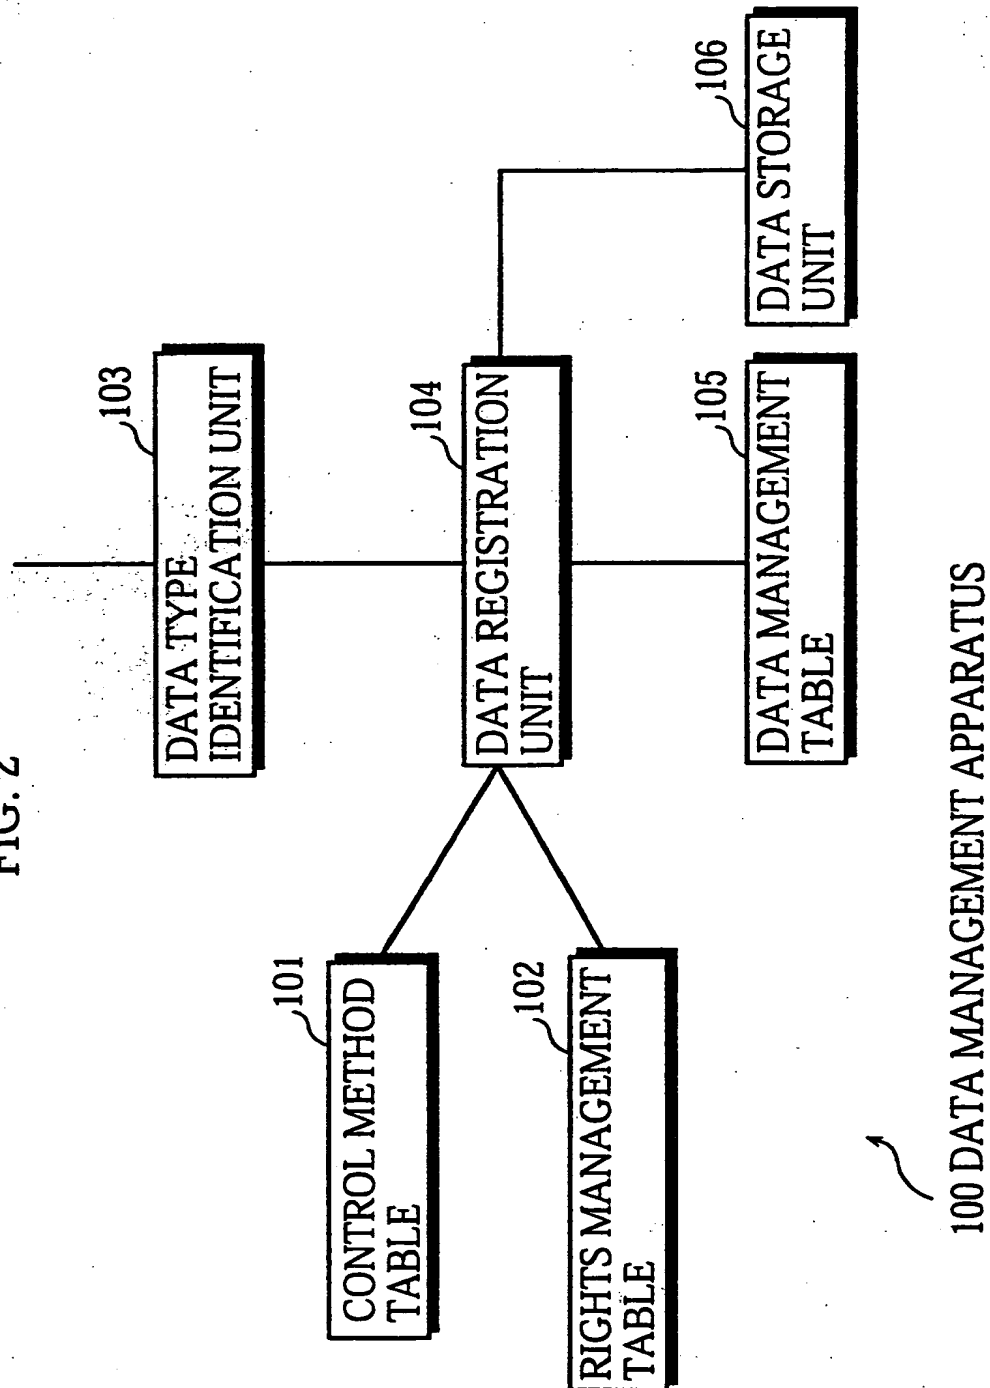 FIG. 2
103
DATA TYPE
IDENTIFICATION UNIT
101
CONTROL METHOD
TABLE
104
DATA REGISTRATION
UNIT
102
RIGHTS MANAGEMENT
TABLE
105
DATA MANAGEMENT
TABLE
106
DATA STORAGE
UNIT
100 DATA MANAGEMENT APPARATUS